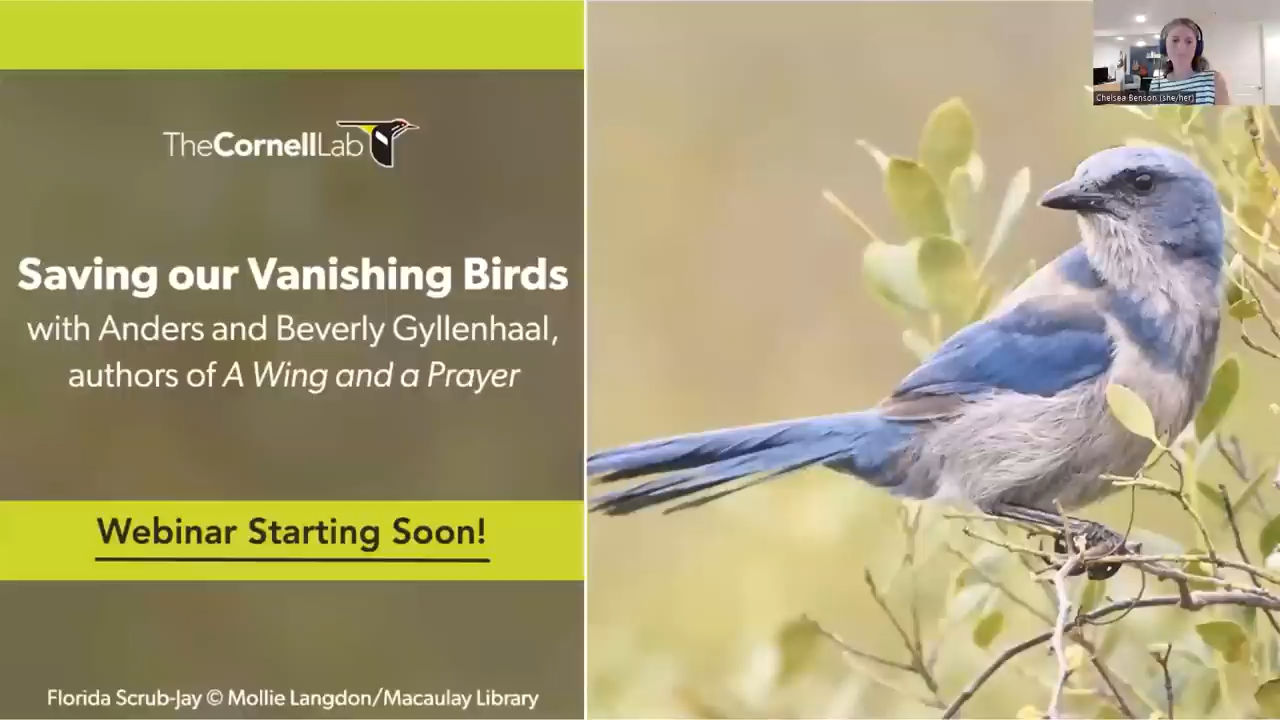 TheCornellLab
Saving our Vanishing Birds
with Anders and Beverly Gyllenhaal,
authors of A Wing and a Prayer
Webinar Starting Soon!
Florida Scrub-Jay © Mollie Langdon/Macaulay Library
Chelsea Benson (she/her)